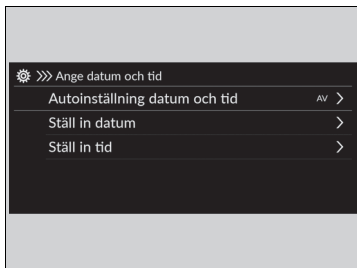 Ange datum och tid
Autoinställning datum och tid AV
Ställ in datum
Ställ in tid